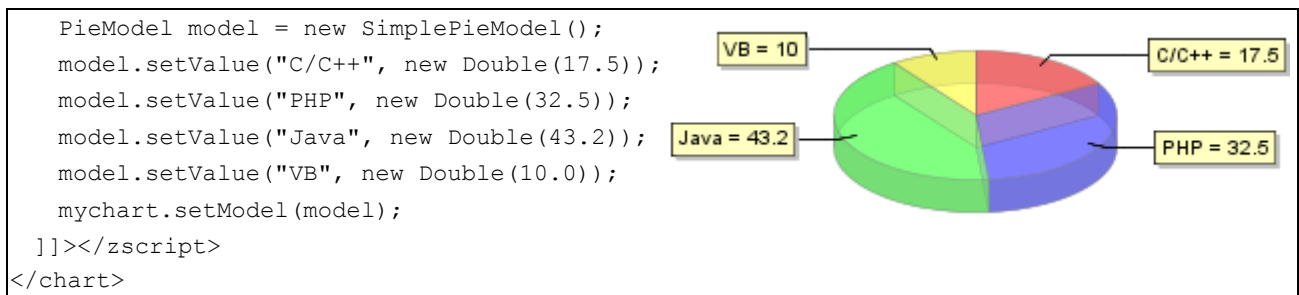 PieModel model = new SimplePieModel();
model.setValue("C/C++", new Double(17.5));
model.setValue("PHP", new Double(32.5));
model.setValue("Java", new Double(43.2));
model.setValue("VB", new Double(10.0));
mychart.setModel(model);
]]></zscript>
</chart>
VB = 10
C/C++ = 17.5
Java = 43.2
PHP = 32.5